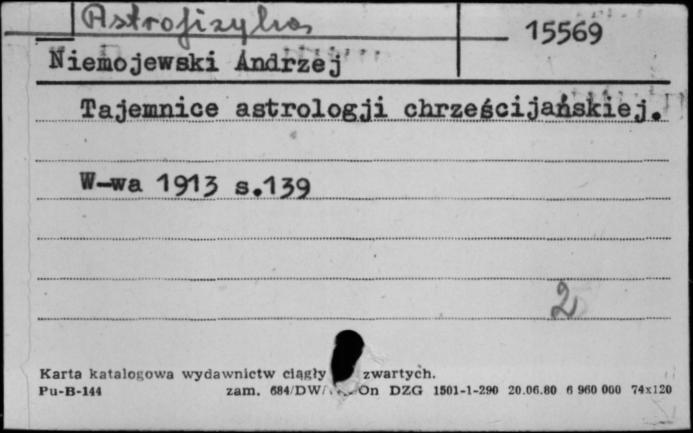 Astrofizyka
15569
Niemojewski Andrzej
Tajemnice astrologji chrześcijańskiej.
W-wa 1913 s.139
2
Karta katalogowa wydawnictw ciągły zwartych.
Pu-B-144 zam. 684/DW/ On DZG 1501-1-290 20.06.80 6 960 000 74x120